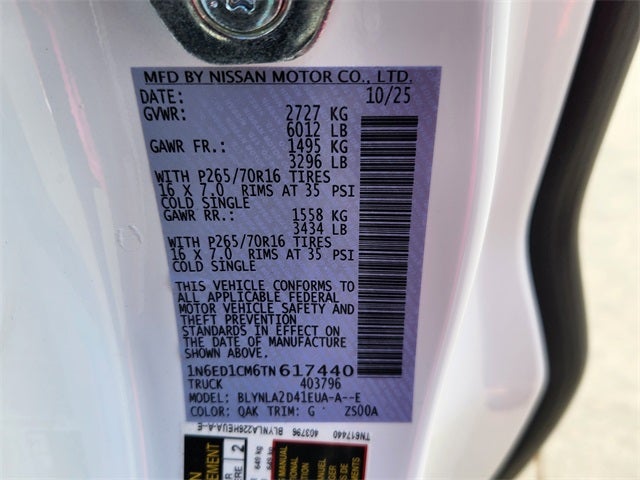 MFD BY NISSAN MOTOR CO., LTD.
DATE: 10/25
GVWR: 2727 KG
6012 LB
GAWR FR.: 1495 KG
3296 LB
WITH P265/70R16 TIRES
16 X 7.0 RIMS AT 35 PSI
COLD SINGLE
GAWR RR.: 1558 KG
3434 LB
WITH P265/70R16 TIRES
16 X 7.0 RIMS AT 35 PSI
COLD SINGLE
THIS VEHICLE CONFORMS TO
ALL APPLICABLE FEDERAL
MOTOR VEHICLE SAFETY AND
THEFT PREVENTION
STANDARDS IN EFFECT ON
THE DATE OF MANUFACTURE
SHOWN ABOVE.
1N6ED1CM6TN617440
TRUCK 403796
MODEL: BLYNLA2D41EUA-A--E
COLOR: QAK TRIM: G ZS00A
TN617440 403796 BLYNLA226HEUA-A--E